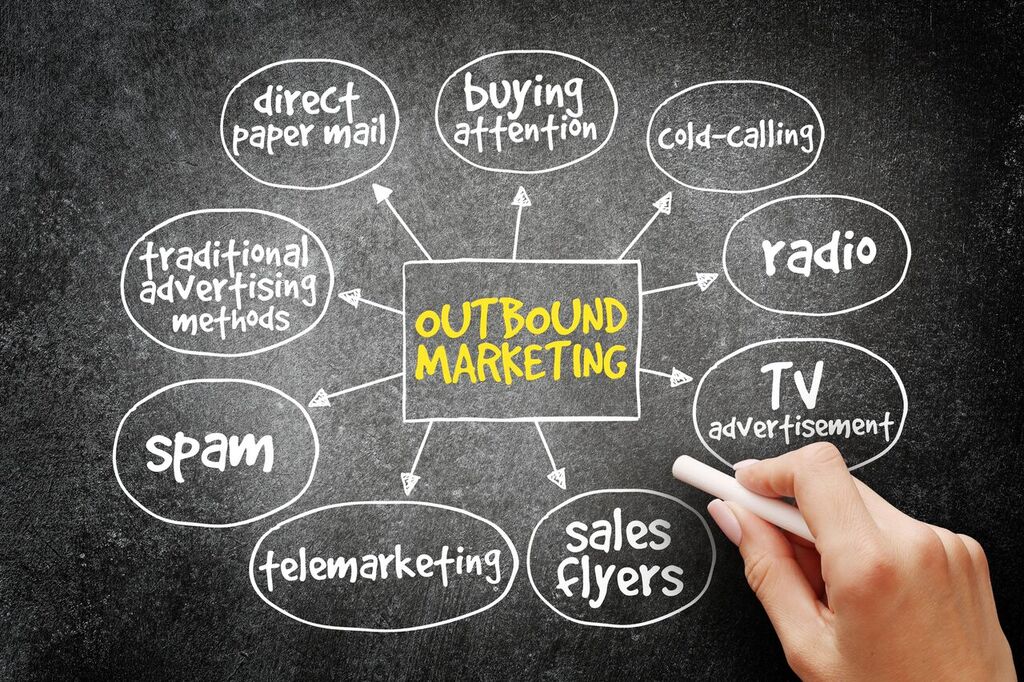 direct
paper mail
buying
attention
cold-calling
traditional
advertising
methods
OUTBOUND
MARKETING
radio
TV
advertisement
spam
telemarketing
sales
flyers